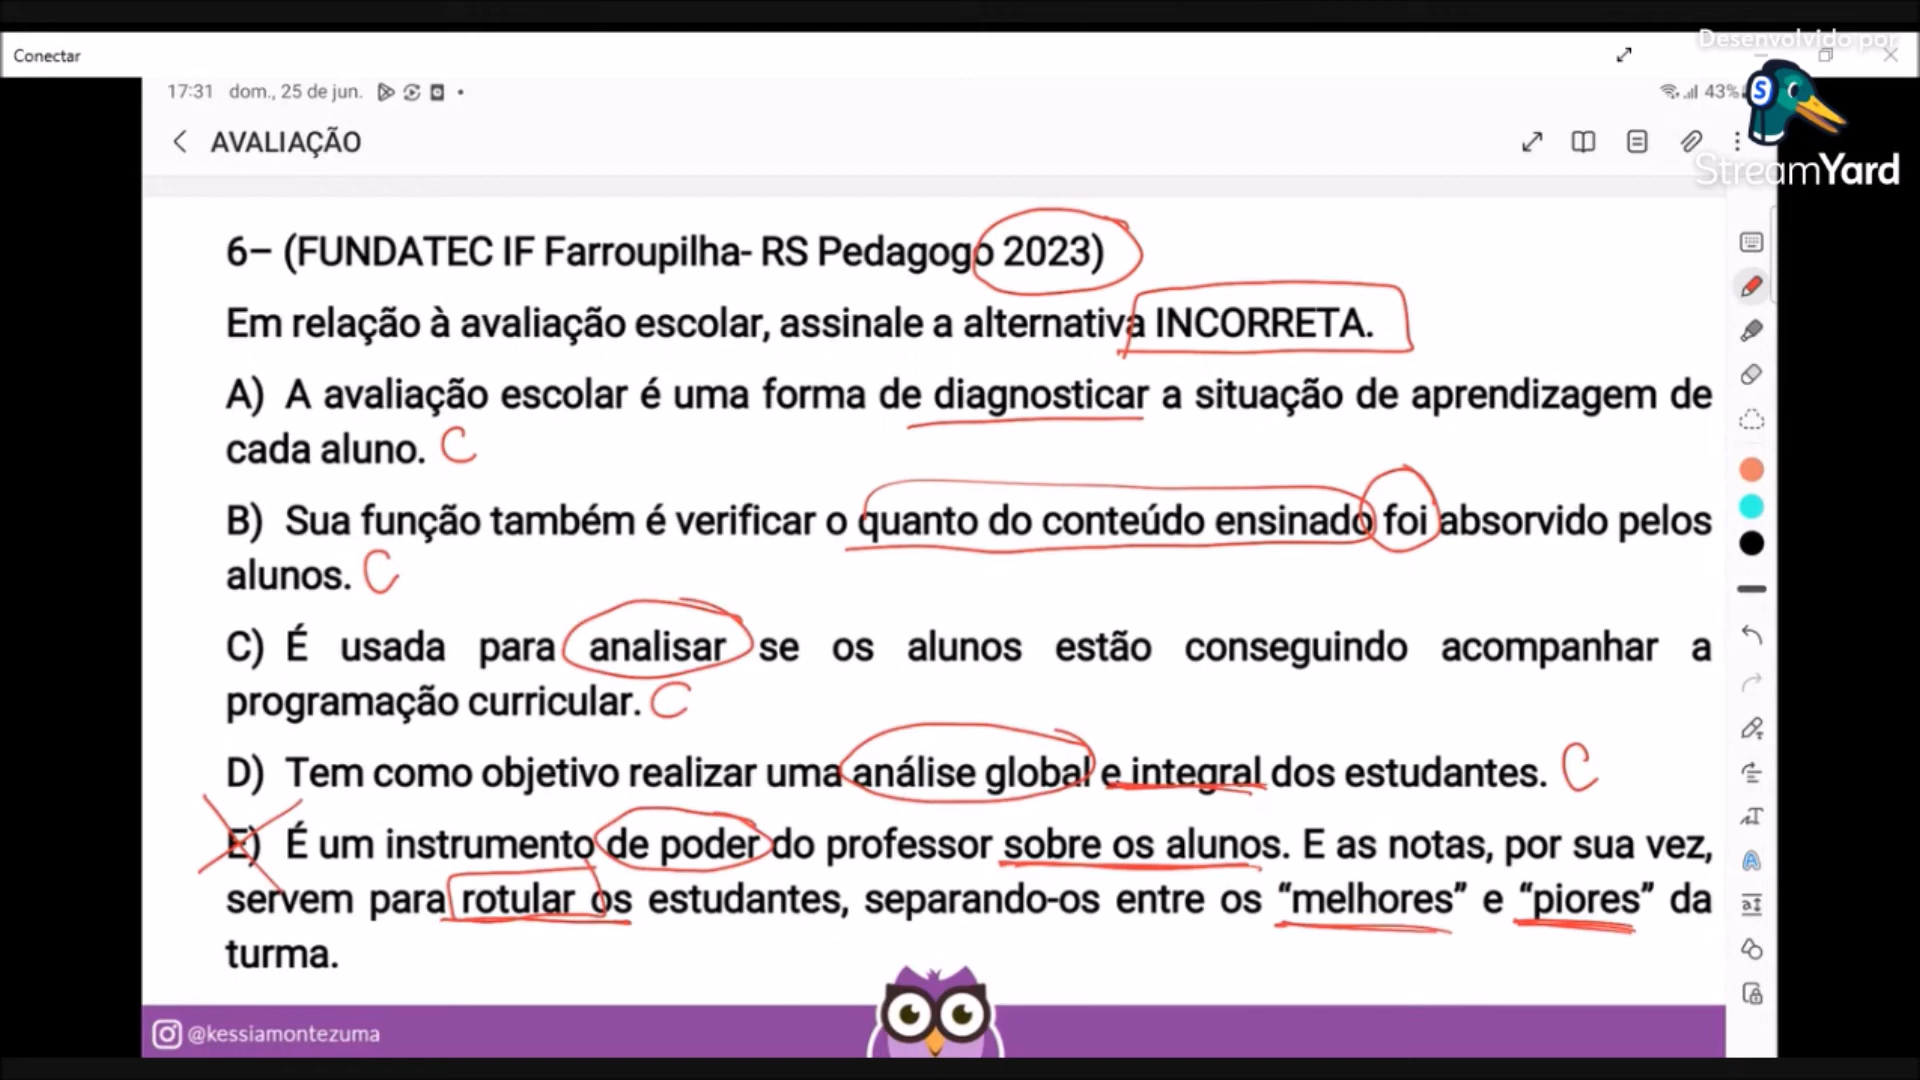 Desenvolvido por
Conectar
17:31 dom., 25 de jun.
43%
AVALIAÇÃO
StreamYard
6– (FUNDATEC IF Farroupilha- RS Pedagogo 2023)
Em relação à avaliação escolar, assinale a alternativa INCORRETA.
A) A avaliação escolar é uma forma de diagnosticar a situação de aprendizagem de
cada aluno. C
B) Sua função também é verificar o quanto do conteúdo ensinado foi absorvido pelos
alunos. C
C) É usada para analisar se os alunos estão conseguindo acompanhar a
programação curricular. C
D) Tem como objetivo realizar uma análise global e integral dos estudantes. C
E) É um instrumento de poder do professor sobre os alunos. E as notas, por sua vez,
servem para rotular os estudantes, separando-os entre os “melhores” e “piores” da
turma.
@kessiamontezuma